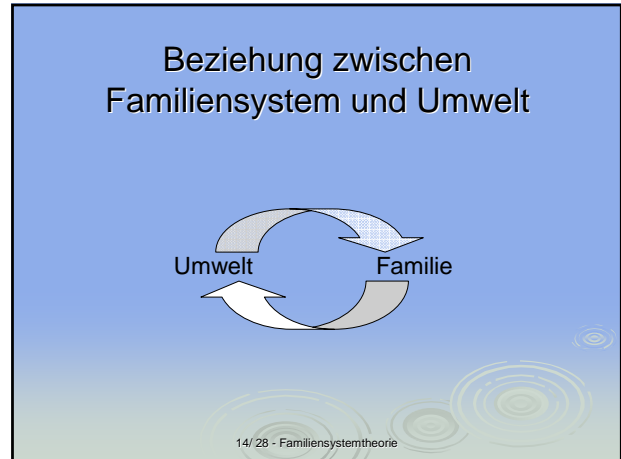 Beziehung zwischen
Familiensystem und Umwelt
Umwelt Familie
14/ 28 - Familiensystemtheorie